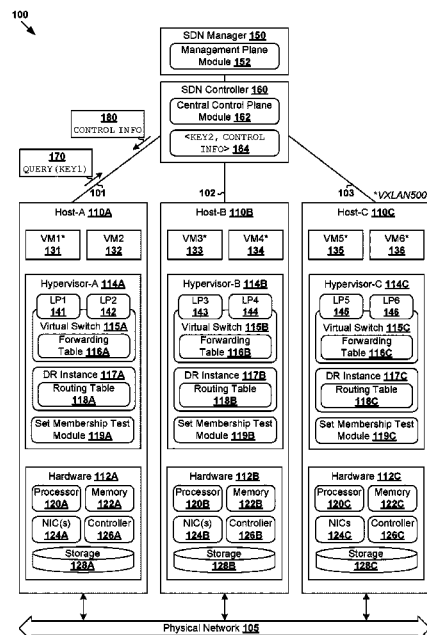 100
SDN Manager 150
Management Plane
Module 152
SDN Controller 160
Central Control Plane
Module 162
<KEY2, CONTROL
INFO> 164
180
CONTROL INFO
170
QUERY(KEY1)
101
102
103
*VXLAN500
Host-A 110A
VM1*
131
VM2
132
Hypervisor-A 114A
LP1
141
LP2
142
Virtual Switch 115A
Forwarding
Table 116A
DR Instance 117A
Routing Table
118A
Set Membership Test
Module 119A
Hardware 112A
Processor
120A
Memory
122A
NIC(s)
124A
Controller
126A
Storage
128A
Host-B 110B
VM3*
133
VM4*
134
Hypervisor-B 114B
LP3
143
LP4
144
Virtual Switch 115B
Forwarding
Table 116B
DR Instance 117B
Routing Table
118B
Set Membership Test
Module 119B
Hardware 112B
Processor
120B
Memory
122B
NIC(s)
124B
Controller
126B
Storage
128B
Host-C 110C
VM5*
135
VM6*
136
Hypervisor-C 114C
LP5
145
LP6
146
Virtual Switch 115C
Forwarding
Table 116C
DR Instance 117C
Routing Table
118C
Set Membership Test
Module 119C
Hardware 112C
Processor
120C
Memory
122C
NICs
124C
Controller
126C
Storage
128C
Physical Network 105